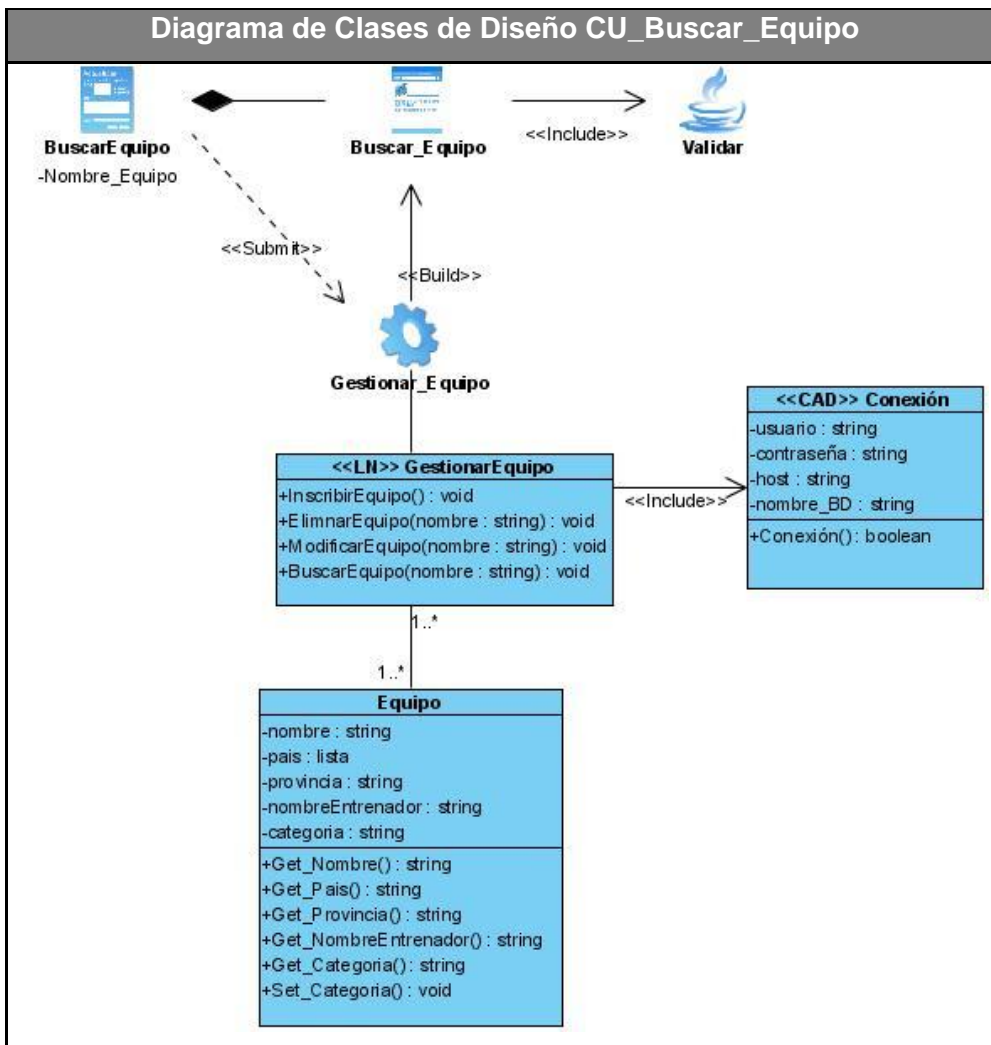 Diagrama de Clases de Diseño CU_Buscar_Equipo
BuscarEquipo
-Nombre_Equipo
Buscar_Equipo
<<Include>>
Validar
<<Submit>>
<<Build>>
Gestionar_Equipo
<<LN>> GestionarEquipo
+InscribirEquipo() : void
+ElimnarEquipo(nombre : string) : void
+ModificarEquipo(nombre : string) : void
+BuscarEquipo(nombre : string) : void
<<Include>>
<<CAD>> Conexión
-usuario : string
-contraseña : string
-host : string
-nombre_BD : string
+Conexión() : boolean
1..*
1..*
Equipo
-nombre : string
-pais : lista
-provincia : string
-nombreEntrenador : string
-categoria : string
+Get_Nombre() : string
+Get_Pais() : string
+Get_Provincia() : string
+Get_NombreEntrenador() : string
+Get_Categoria() : string
+Set_Categoria() : void